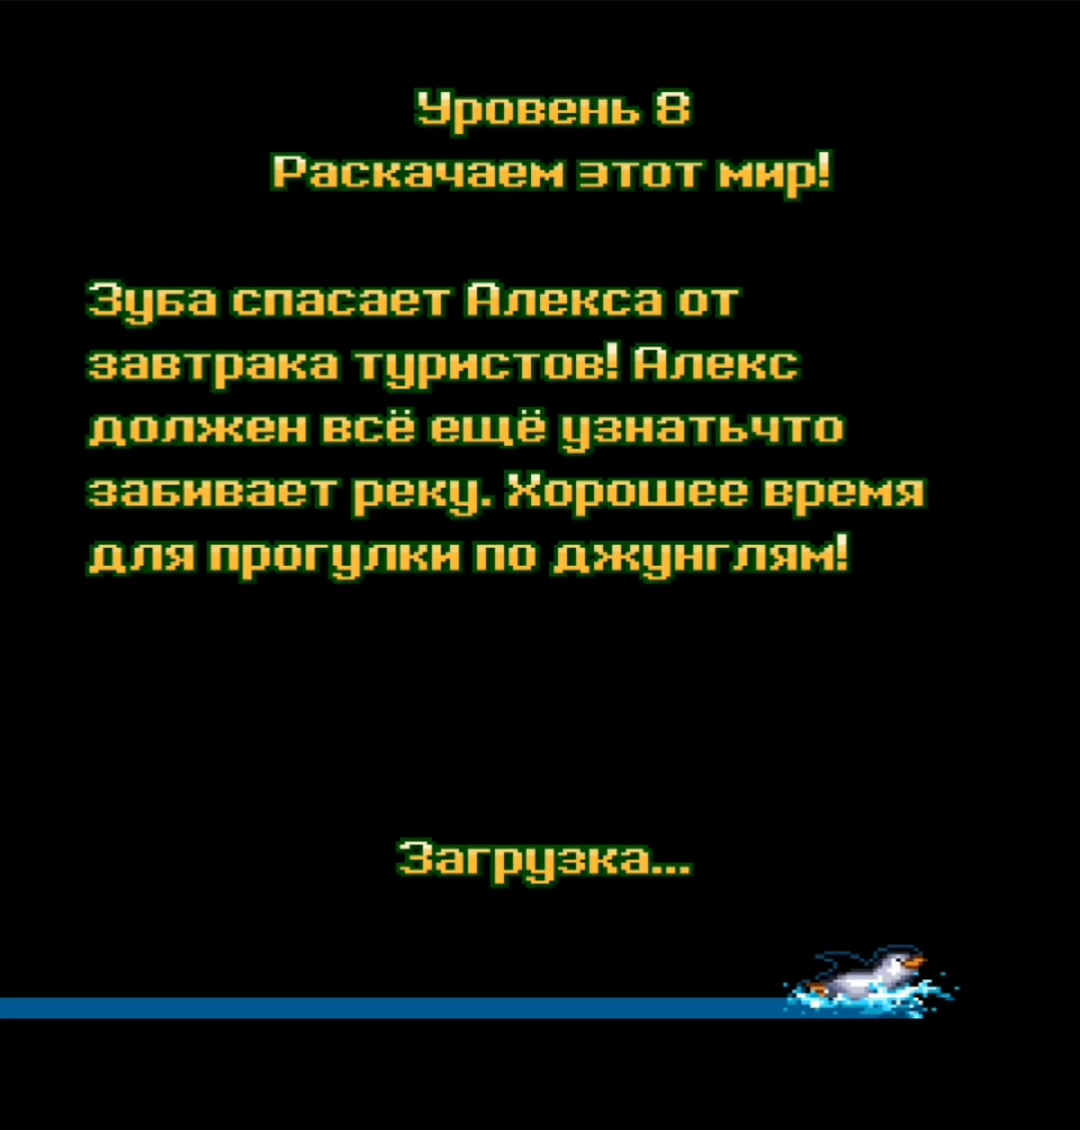 Уровень 8
Раскачаем этот мир!
Зуба спасает Алекса от
завтрака туристов! Алекс
должен всё ещё узнатьчто
забивает реку. Хорошее время
для прогулки по джунглям!
Загрузка...